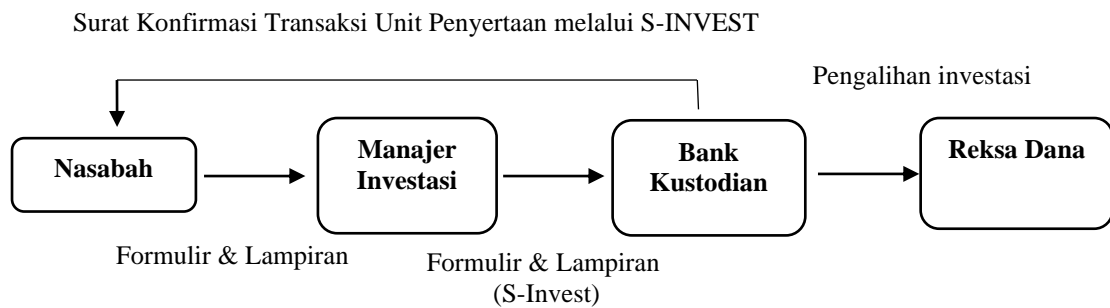 Surat Konfirmasi Transaksi Unit Penyertaan melalui S-INVEST
Pengalihan investasi
Nasabah
Manajer
Investasi
Bank
Kustodian
Reksa Dana
Formulir & Lampiran
Formulir & Lampiran
(S-Invest)